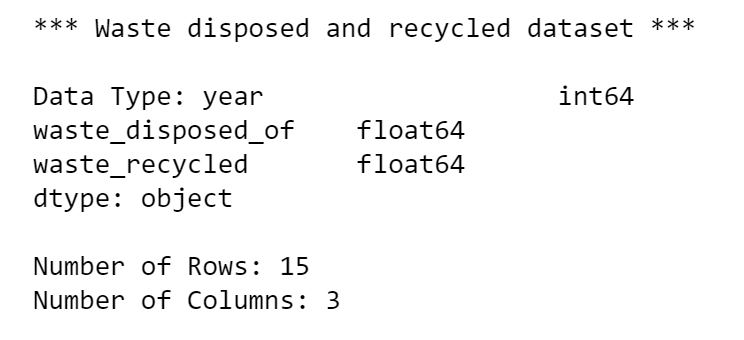 *** Waste disposed and recycled dataset ***
Data Type: year                   int64
waste_disposed_of    float64
waste_recycled       float64
dtype: object
Number of Rows: 15
Number of Columns: 3